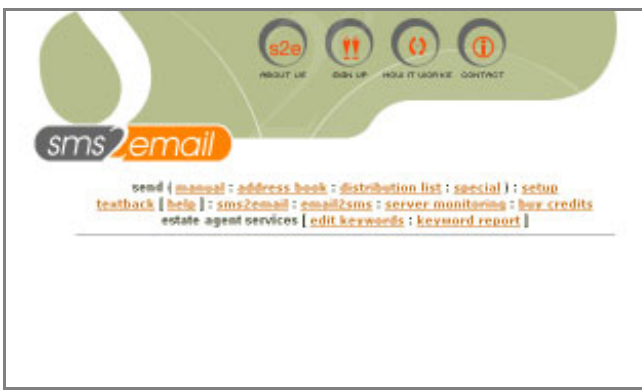 s2e
ABOUT US SIGN UP HOW IT WORKS CONTACT
sms2email
send ( manual : address book : distribution list : special ) : setup
textback [ help ] : sms2email : email2sms : server monitoring : buy credits
estate agent services [ edit keywords : keyword report ]